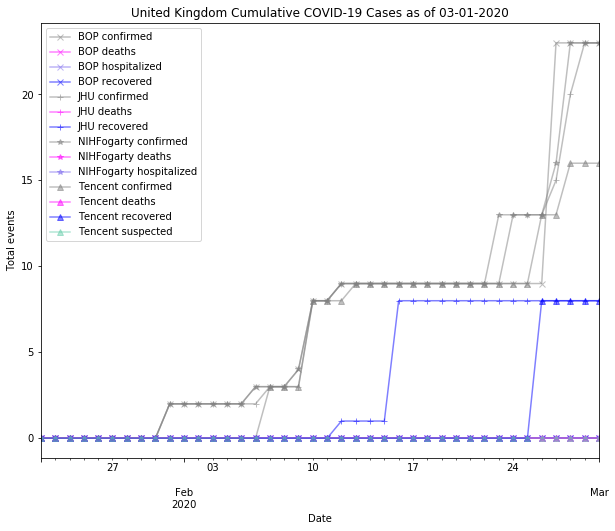 United Kingdom Cumulative COVID-19 Cases as of 03-01-2020
BOP confirmed
BOP deaths
BOP hospitalized
BOP recovered
JHU confirmed
JHU deaths
JHU recovered
NIHFogarty confirmed
NIHFogarty deaths
NIHFogarty hospitalized
Tencent confirmed
Tencent deaths
Tencent recovered
Tencent suspected
Total events
20
15
10
5
0
27 03 10 17 24
Feb Mar
2020
Date